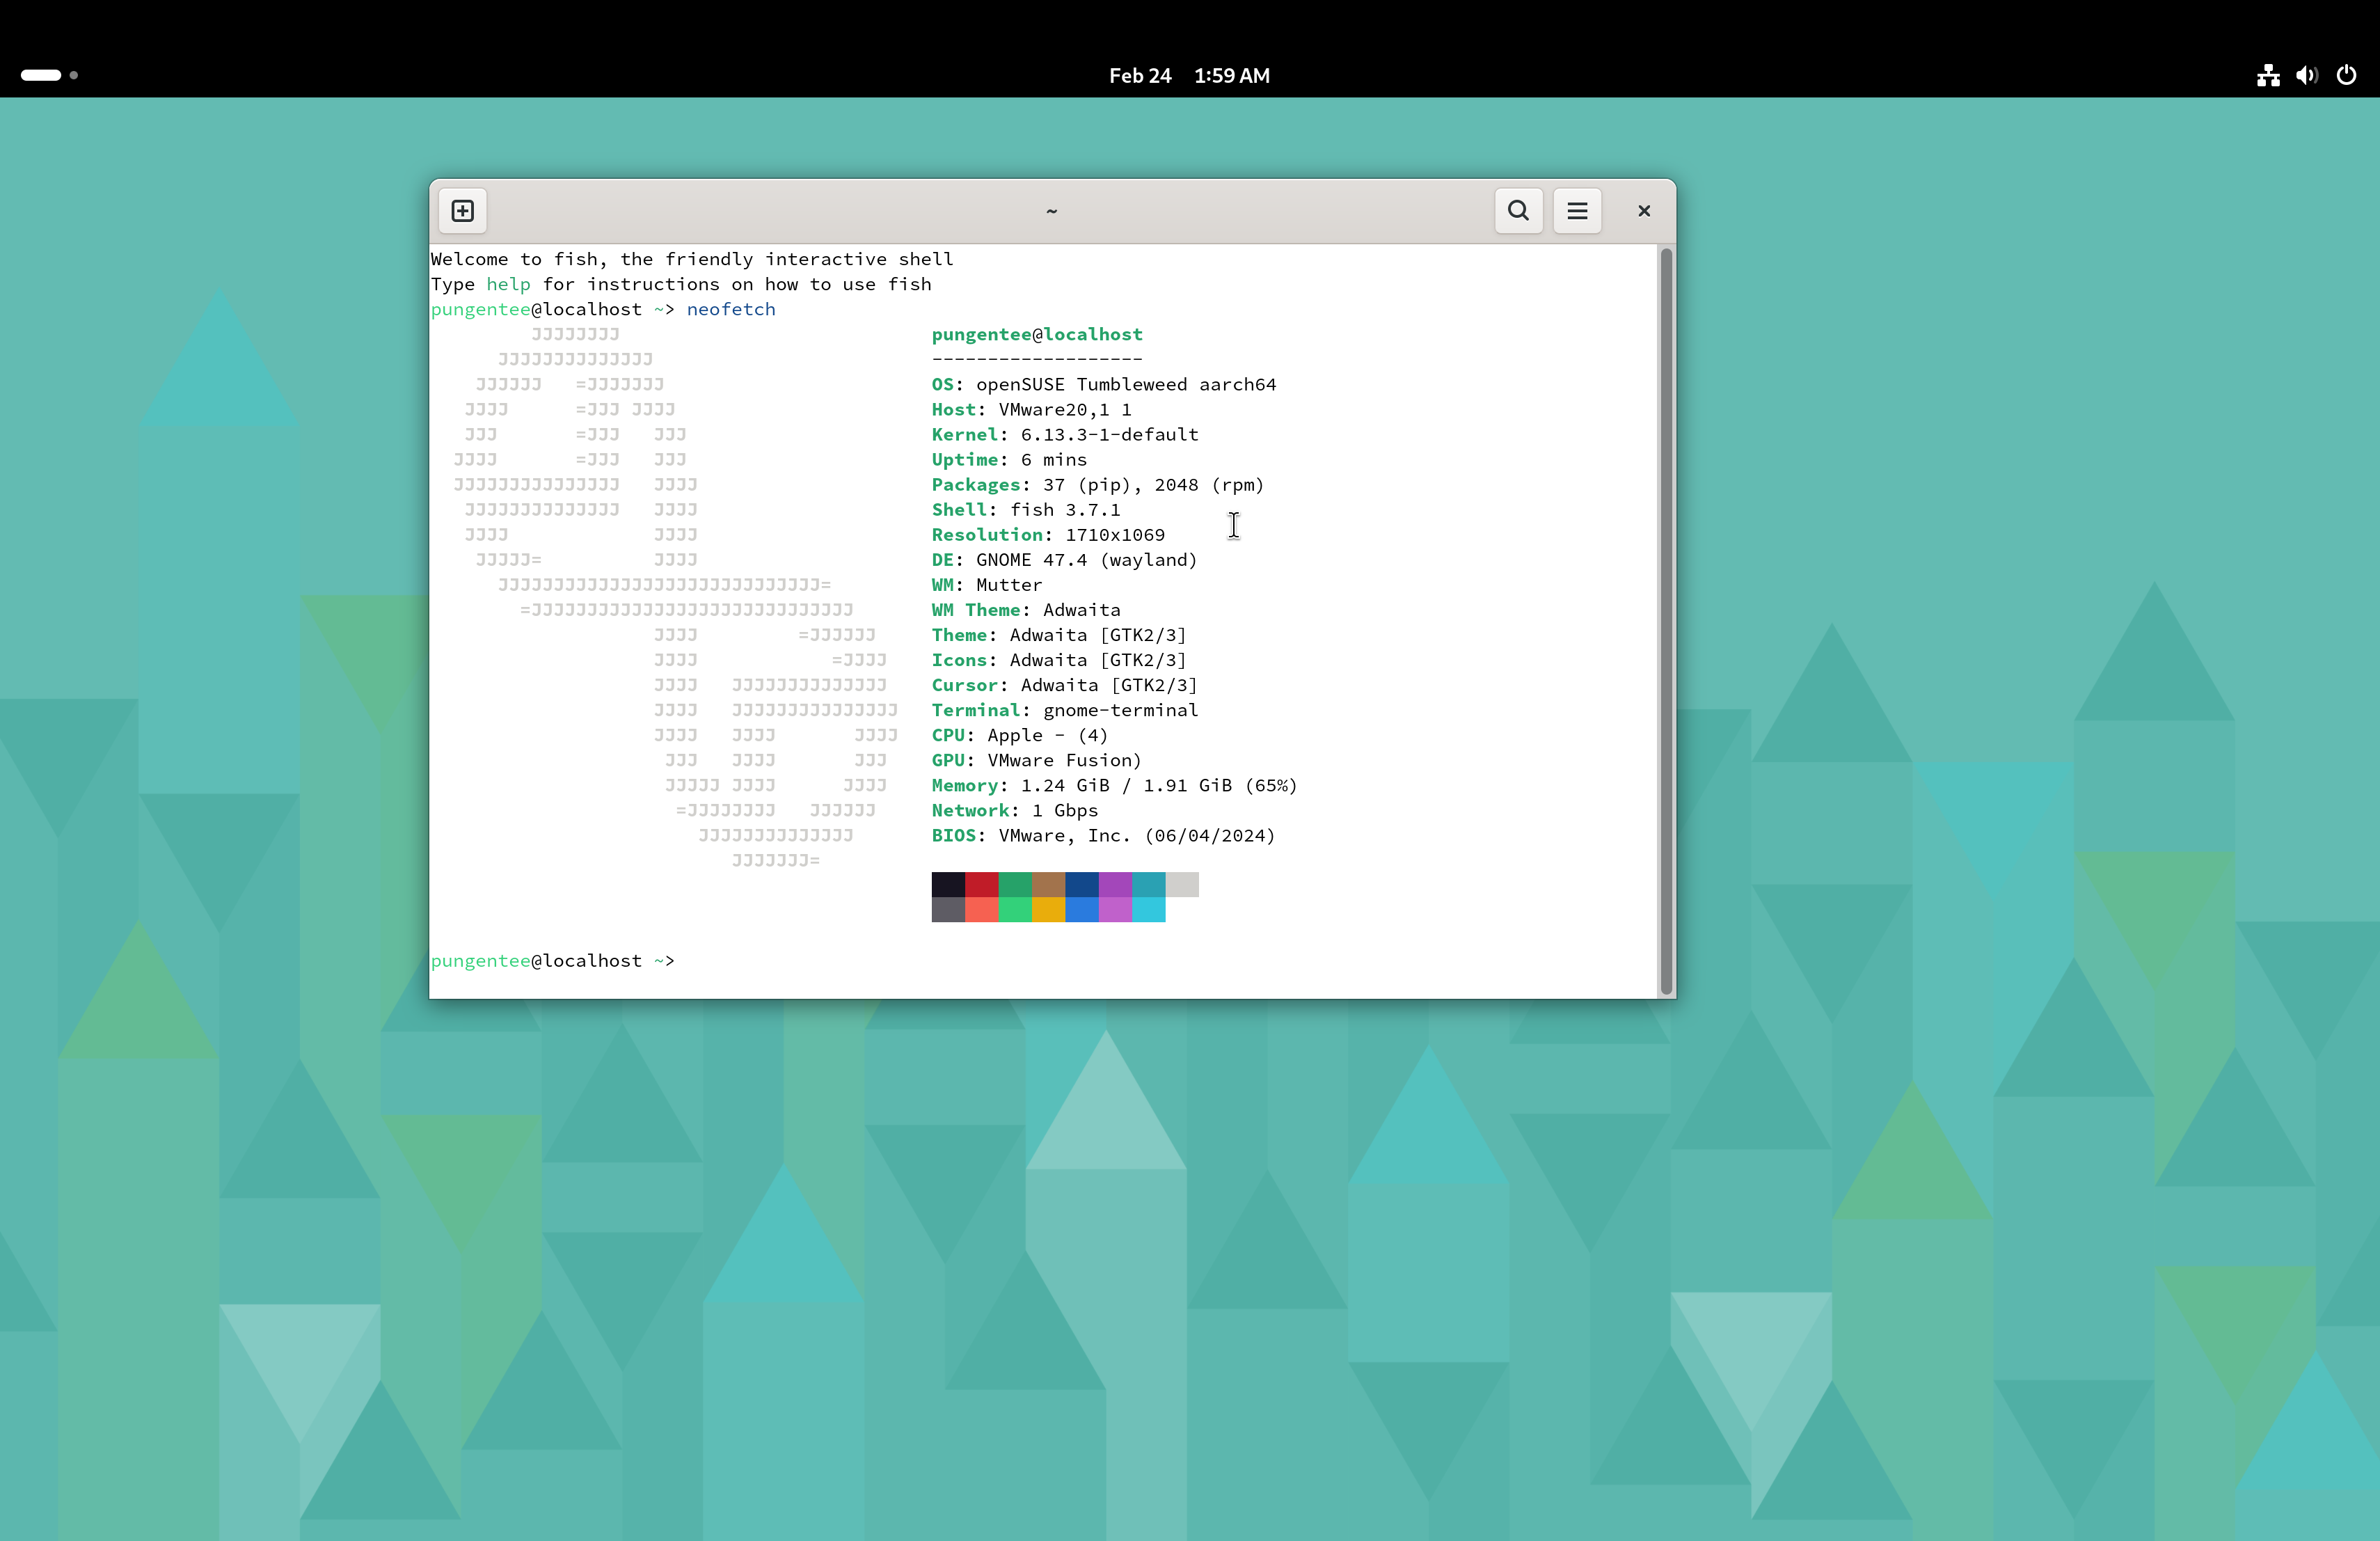 Feb 24 1:59 AM
~
Welcome to fish, the friendly interactive shell
Type help for instructions on how to use fish
pungentee@localhost ~> neofetch
         JJJJJJJJ                            pungentee@localhost
      JJJJJJJJJJJJJJ                         -------------------
    JJJJJJ   =JJJJJJJ                        OS: openSUSE Tumbleweed aarch64
   JJJJ      =JJJ JJJJ                       Host: VMware20,1 1
   JJJ       =JJJ   JJJ                      Kernel: 6.13.3-1-default
  JJJJ       =JJJ   JJJ                      Uptime: 6 mins
  JJJJJJJJJJJJJJJ   JJJJ                     Packages: 37 (pip), 2048 (rpm)
   JJJJJJJJJJJJJJ   JJJJ                     Shell: fish 3.7.1
   JJJJ             JJJJ                     Resolution: 1710x1069
    JJJJJ=          JJJJ                     DE: GNOME 47.4 (wayland)
      JJJJJJJJJJJJJJJJJJJJJJJJJJJJJ=         WM: Mutter
        =JJJJJJJJJJJJJJJJJJJJJJJJJJJJJ       WM Theme: Adwaita
                    JJJJ         =JJJJJJ     Theme: Adwaita [GTK2/3]
                    JJJJ            =JJJJ    Icons: Adwaita [GTK2/3]
                    JJJJ   JJJJJJJJJJJJJJ    Cursor: Adwaita [GTK2/3]
                    JJJJ   JJJJJJJJJJJJJJJ   Terminal: gnome-terminal
                    JJJJ   JJJJ       JJJJ   CPU: Apple - (4)
                     JJJ   JJJJ       JJJ    GPU: VMware Fusion)
                     JJJJJ JJJJ      JJJJ    Memory: 1.24 GiB / 1.91 GiB (65%)
                      =JJJJJJJJ   JJJJJJ     Network: 1 Gbps
                        JJJJJJJJJJJJJJ       BIOS: VMware, Inc. (06/04/2024)
                           JJJJJJJ=
pungentee@localhost ~>